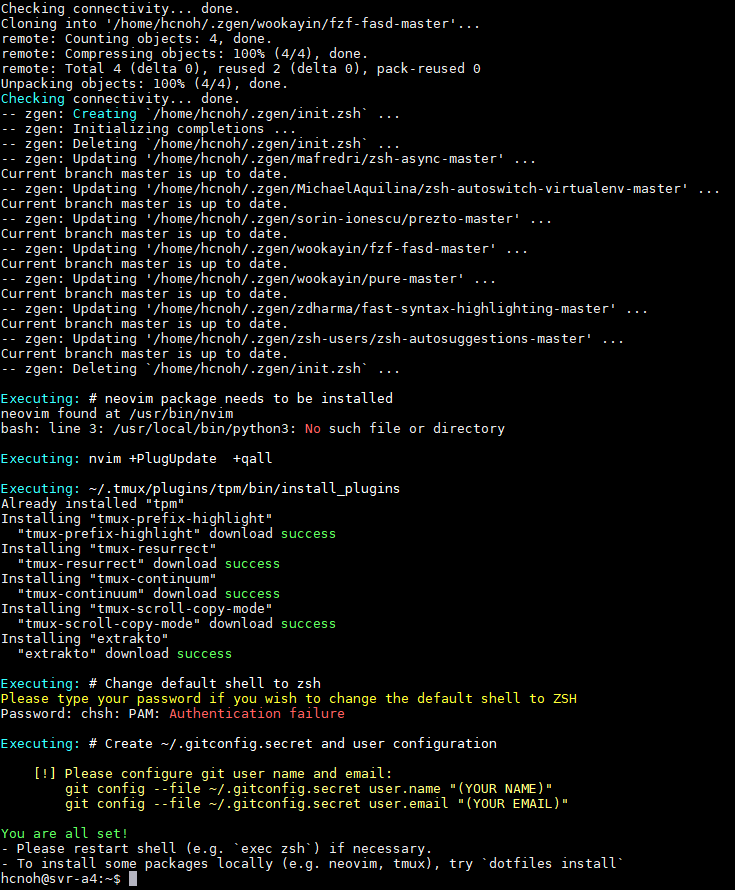 Checking connectivity... done.
Cloning into '/home/hcnoh/.zgen/wookayin/fzf-fasd-master'...
remote: Counting objects: 4, done.
remote: Compressing objects: 100% (4/4), done.
remote: Total 4 (delta 0), reused 2 (delta 0), pack-reused 0
Unpacking objects: 100% (4/4), done.
Checking connectivity... done.
-- zgen: Creating `/home/hcnoh/.zgen/init.zsh` ...
-- zgen: Initializing completions ...
-- zgen: Deleting `/home/hcnoh/.zgen/init.zsh` ...
-- zgen: Updating '/home/hcnoh/.zgen/mafredri/zsh-async-master' ...
Current branch master is up to date.
-- zgen: Updating '/home/hcnoh/.zgen/MichaelAquilina/zsh-autoswitch-virtualenv-master' ...
Current branch master is up to date.
-- zgen: Updating '/home/hcnoh/.zgen/sorin-ionescu/prezto-master' ...
Current branch master is up to date.
-- zgen: Updating '/home/hcnoh/.zgen/wookayin/fzf-fasd-master' ...
Current branch master is up to date.
-- zgen: Updating '/home/hcnoh/.zgen/wookayin/pure-master' ...
Current branch master is up to date.
-- zgen: Updating '/home/hcnoh/.zgen/zdharma/fast-syntax-highlighting-master' ...
Current branch master is up to date.
-- zgen: Updating '/home/hcnoh/.zgen/zsh-users/zsh-autosuggestions-master' ...
Current branch master is up to date.
-- zgen: Deleting `/home/hcnoh/.zgen/init.zsh` ...
Executing: # neovim package needs to be installed
neovim found at /usr/bin/nvim
bash: line 3: /usr/local/bin/python3: No such file or directory
Executing: nvim +PlugUpdate  +qall
Executing: ~/.tmux/plugins/tpm/bin/install_plugins
Already installed "tpm"
Installing "tmux-prefix-highlight"
  "tmux-prefix-highlight" download success
Installing "tmux-resurrect"
  "tmux-resurrect" download success
Installing "tmux-continuum"
  "tmux-continuum" download success
Installing "tmux-scroll-copy-mode"
  "tmux-scroll-copy-mode" download success
Installing "extrakto"
  "extrakto" download success
Executing: # Change default shell to zsh
Please type your password if you wish to change the default shell to ZSH
Password: chsh: PAM: Authentication failure
Executing: # Create ~/.gitconfig.secret and user configuration
    [!] Please configure git user name and email:
        git config --file ~/.gitconfig.secret user.name "(YOUR NAME)"
        git config --file ~/.gitconfig.secret user.email "(YOUR EMAIL)"
You are all set!
- Please restart shell (e.g. `exec zsh`) if necessary.
- To install some packages locally (e.g. neovim, tmux), try `dotfiles install`
hcnoh@svr-a4:~$